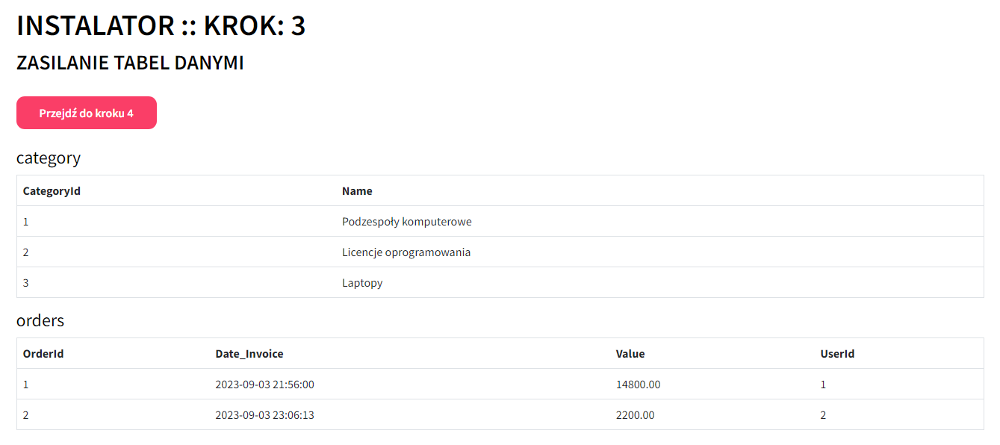 INSTALATOR :: KROK: 3
ZASILANIE TABEL DANYMI
Przejdź do kroku 4
category
CategoryId Name
1 Podzespoły komputerowe
2 Licencje oprogramowania
3 Laptopy
orders
OrderId Date_Invoice Value UserId
1 2023-09-03 21:56:00 14800.00 1
2 2023-09-03 23:06:13 2200.00 2